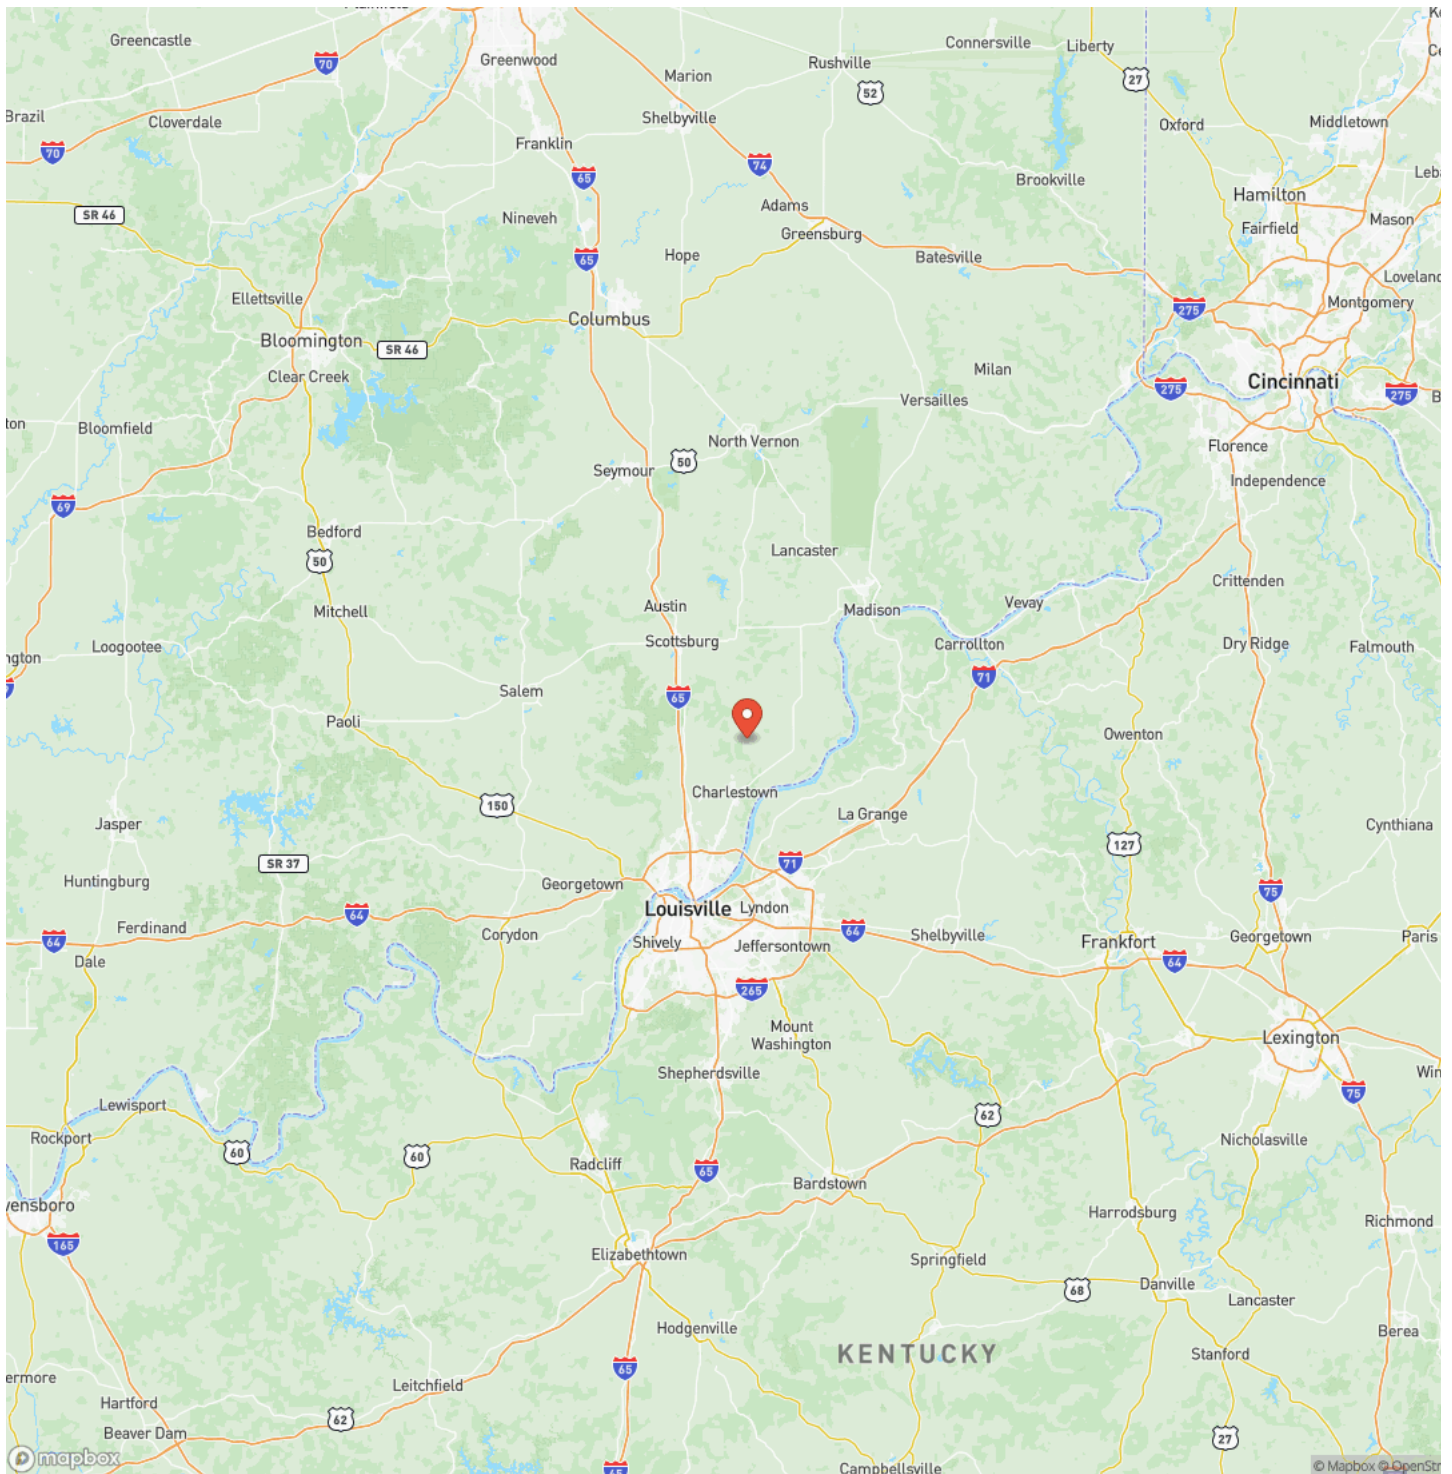 Greencastle
Greenwood
Connersville
Liberty
Rushville
70
Marion
27
52
Brazil
Cloverdale
Shelbyville
Oxford
Middletown
Franklin
70
74
65
Brookville
Hamilton
SR 46
Nineveh
Adams
Mason
Greensburg
Fairfield
Hope
65
Batesville
Ellettsville
Montgomery
275
Columbus
Bloomington
SR 46
Clear Creek
Milan
Cincinnati
275
275
Versailles
Bloomfield
North Vernon
Florence
Seymour
50
Independence
69
Bedford
Lancaster
50
Crittenden
Mitchell
Austin
Madison
Vevay
Loogootee
Scottsburg
Carrollton
Dry Ridge
Falmouth
71
Salem
65
Paoli
Owenton
Charlestown
150
La Grange
Jasper
Cynthiana
127
SR 37
71
Huntingburg
Georgetown
75
Louisville
Lyndon
64
Ferdinand
64
Corydon
Shelbyville
Georgetown
Paris
64
Shively
Jeffersontown
Frankfort
Dale
64
265
Mount
Washington
Lexington
Shepherdsville
75
Lewisport
62
Rockport
60
60
Nicholasville
Radcliff
65
Bardstown
Harrodsburg
Richmond
165
Elizabethtown
Springfield
68
Danville
Lancaster
Hodgenville
Berea
KENTUCKY
Stanford
65
Leitchfield
Hartford
62
Beaver Dam
27
mapbox
Campbellsville
© Mapbox © OpenStr